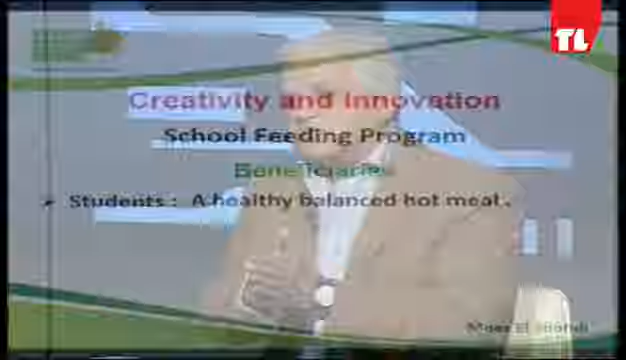 TL
Creativity and Innovation
School Feeding Program
Beneficiaries
➤ Students : A healthy balanced hot meal.